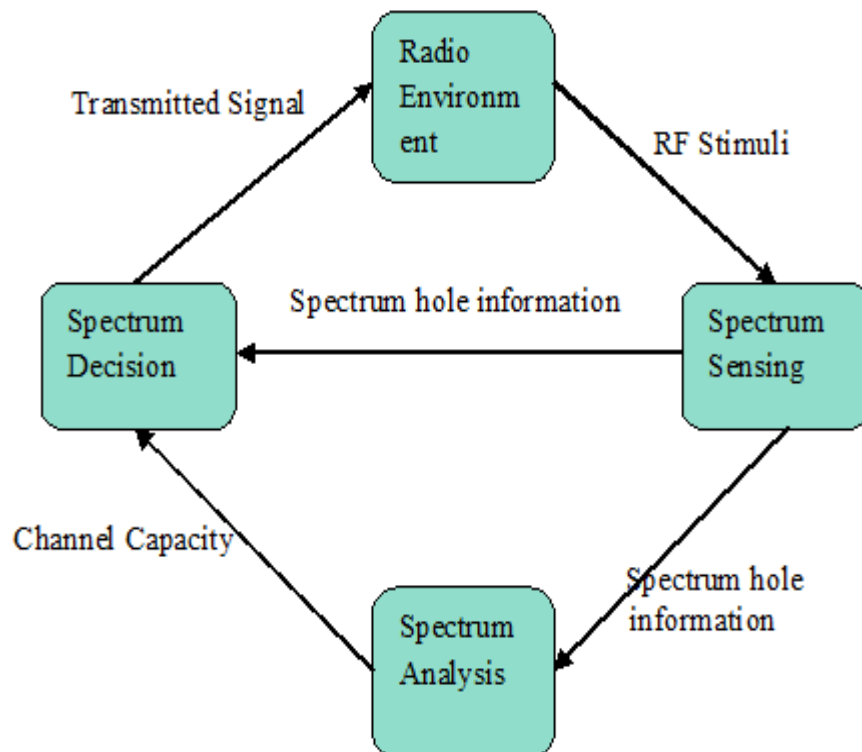 Radio
Environm
ent
Transmitted Signal
RF Stimuli
Spectrum hole information
Spectrum
Decision
Spectrum
Sensing
Channel Capacity
Spectrum hole
information
Spectrum
Analysis